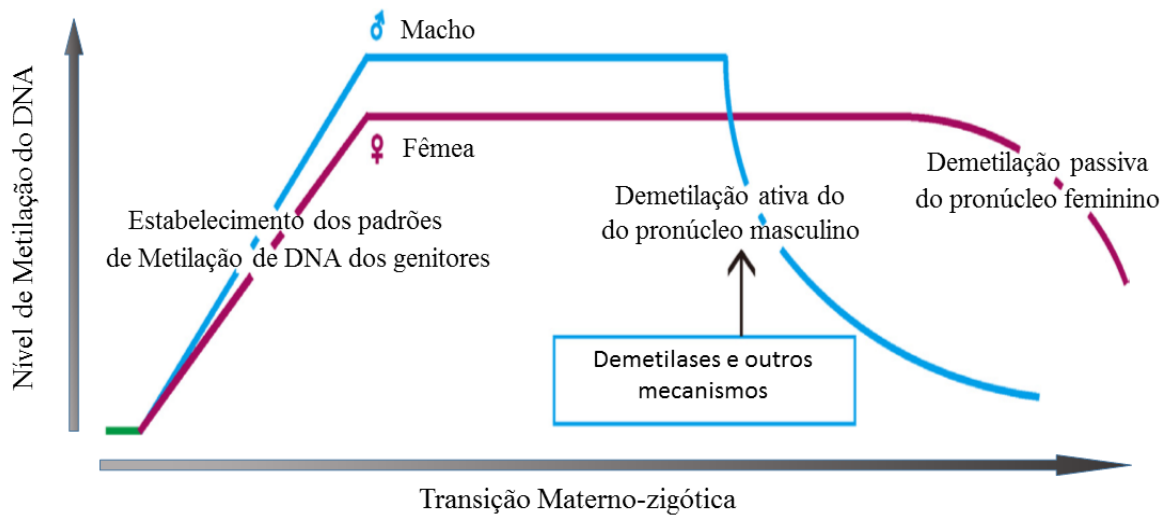 Nível de Metilação do DNA
♂ Macho
♀ Fêmea
Estabelecimento dos padrões
de Metilação de DNA dos genitores
Demetilação ativa do
do pronúcleo masculino
Demetilação passiva
do pronúcleo feminino
Demetilases e outros
mecanismos
Transição Materno-zigótica